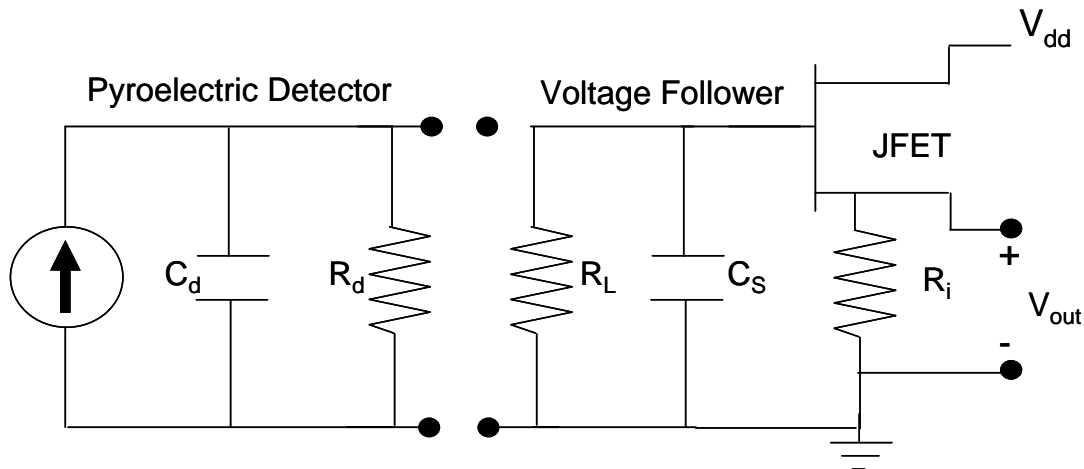 V_dd
Pyroelectric Detector
Voltage Follower
JFET
C_d
R_d
R_L
C_S
R_i
+
V_out
-